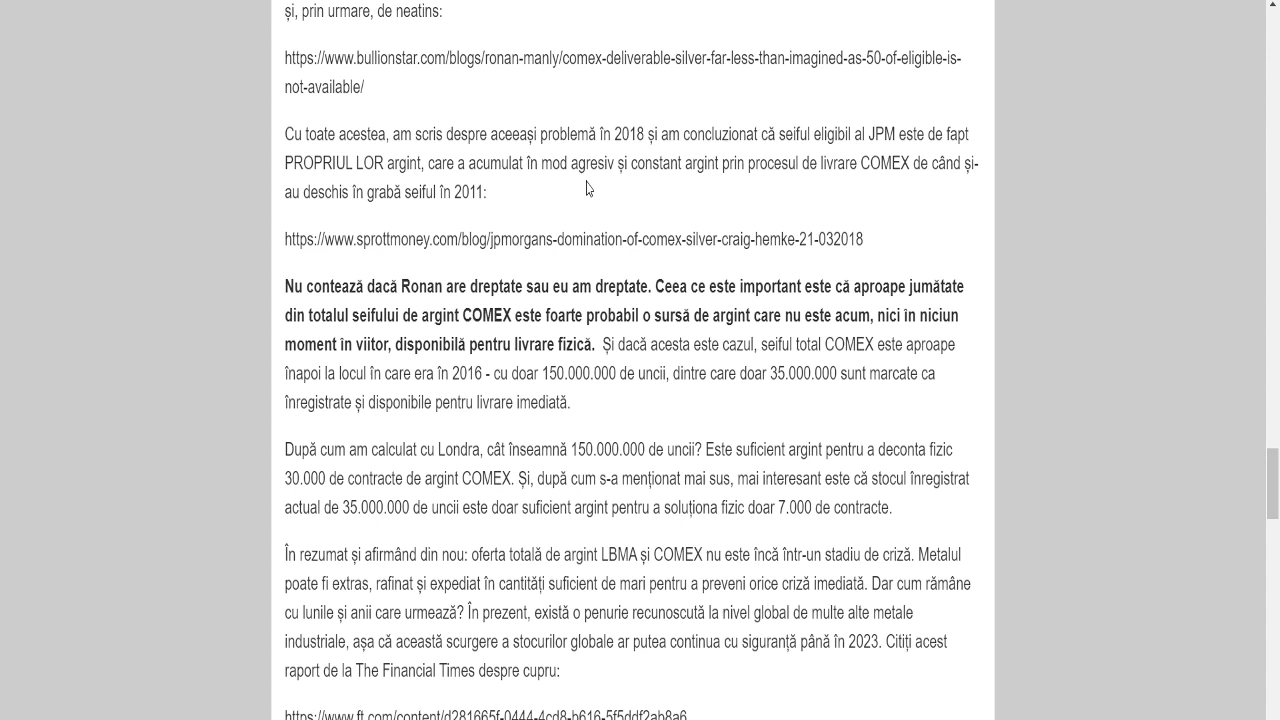 și, prin urmare, de neatins:
https://www.bullionstar.com/blogs/ronan-manly/comex-deliverable-silver-far-less-than-imagined-as-50-of-eligible-is-
not-available/
Cu toate acestea, am scris despre aceeași problemă în 2018 și am concluzionat că seiful eligibil al JPM este de fapt
PROPRIUL LOR argint, care a acumulat în mod agresiv și constant argint prin procesul de livrare COMEX de când și-
au deschis în grabă seiful în 2011:
https://www.sprottmoney.com/blog/jpmorgans-domination-of-comex-silver-craig-hemke-21-032018
Nu contează dacă Ronan are dreptate sau eu am dreptate. Ceea ce este important este că aproape jumătate
din totalul seifului de argint COMEX este foarte probabil o sursă de argint care nu este acum, nici în niciun
moment în viitor, disponibilă pentru livrare fizică. Și dacă acesta este cazul, seiful total COMEX este aproape
înapoi la locul în care era în 2016 - cu doar 150.000.000 de uncii, dintre care doar 35.000.000 sunt marcate ca
înregistrate și disponibile pentru livrare imediată.
După cum am calculat cu Londra, cât înseamnă 150.000.000 de uncii? Este suficient argint pentru a deconta fizic
30.000 de contracte de argint COMEX. Și, după cum s-a menționat mai sus, mai interesant este că stocul înregistrat
actual de 35.000.000 de uncii este doar suficient argint pentru a soluționa fizic doar 7.000 de contracte.
În rezumat și afirmând din nou: oferta totală de argint LBMA și COMEX nu este încă într-un stadiu de criză. Metalul
poate fi extras, rafinat și expediat în cantități suficient de mari pentru a preveni orice criză imediată. Dar cum rămâne
cu lunile și anii care urmează? În prezent, există o penurie recunoscută la nivel global de multe alte metale
industriale, așa că această scurgere a stocurilor globale ar putea continua cu siguranță până în 2023. Citiți acest
raport de la The Financial Times despre cupru:
https://www.ft.com/content/d281665f-0444-4cd8-b616-5f5ddf2ab8a6